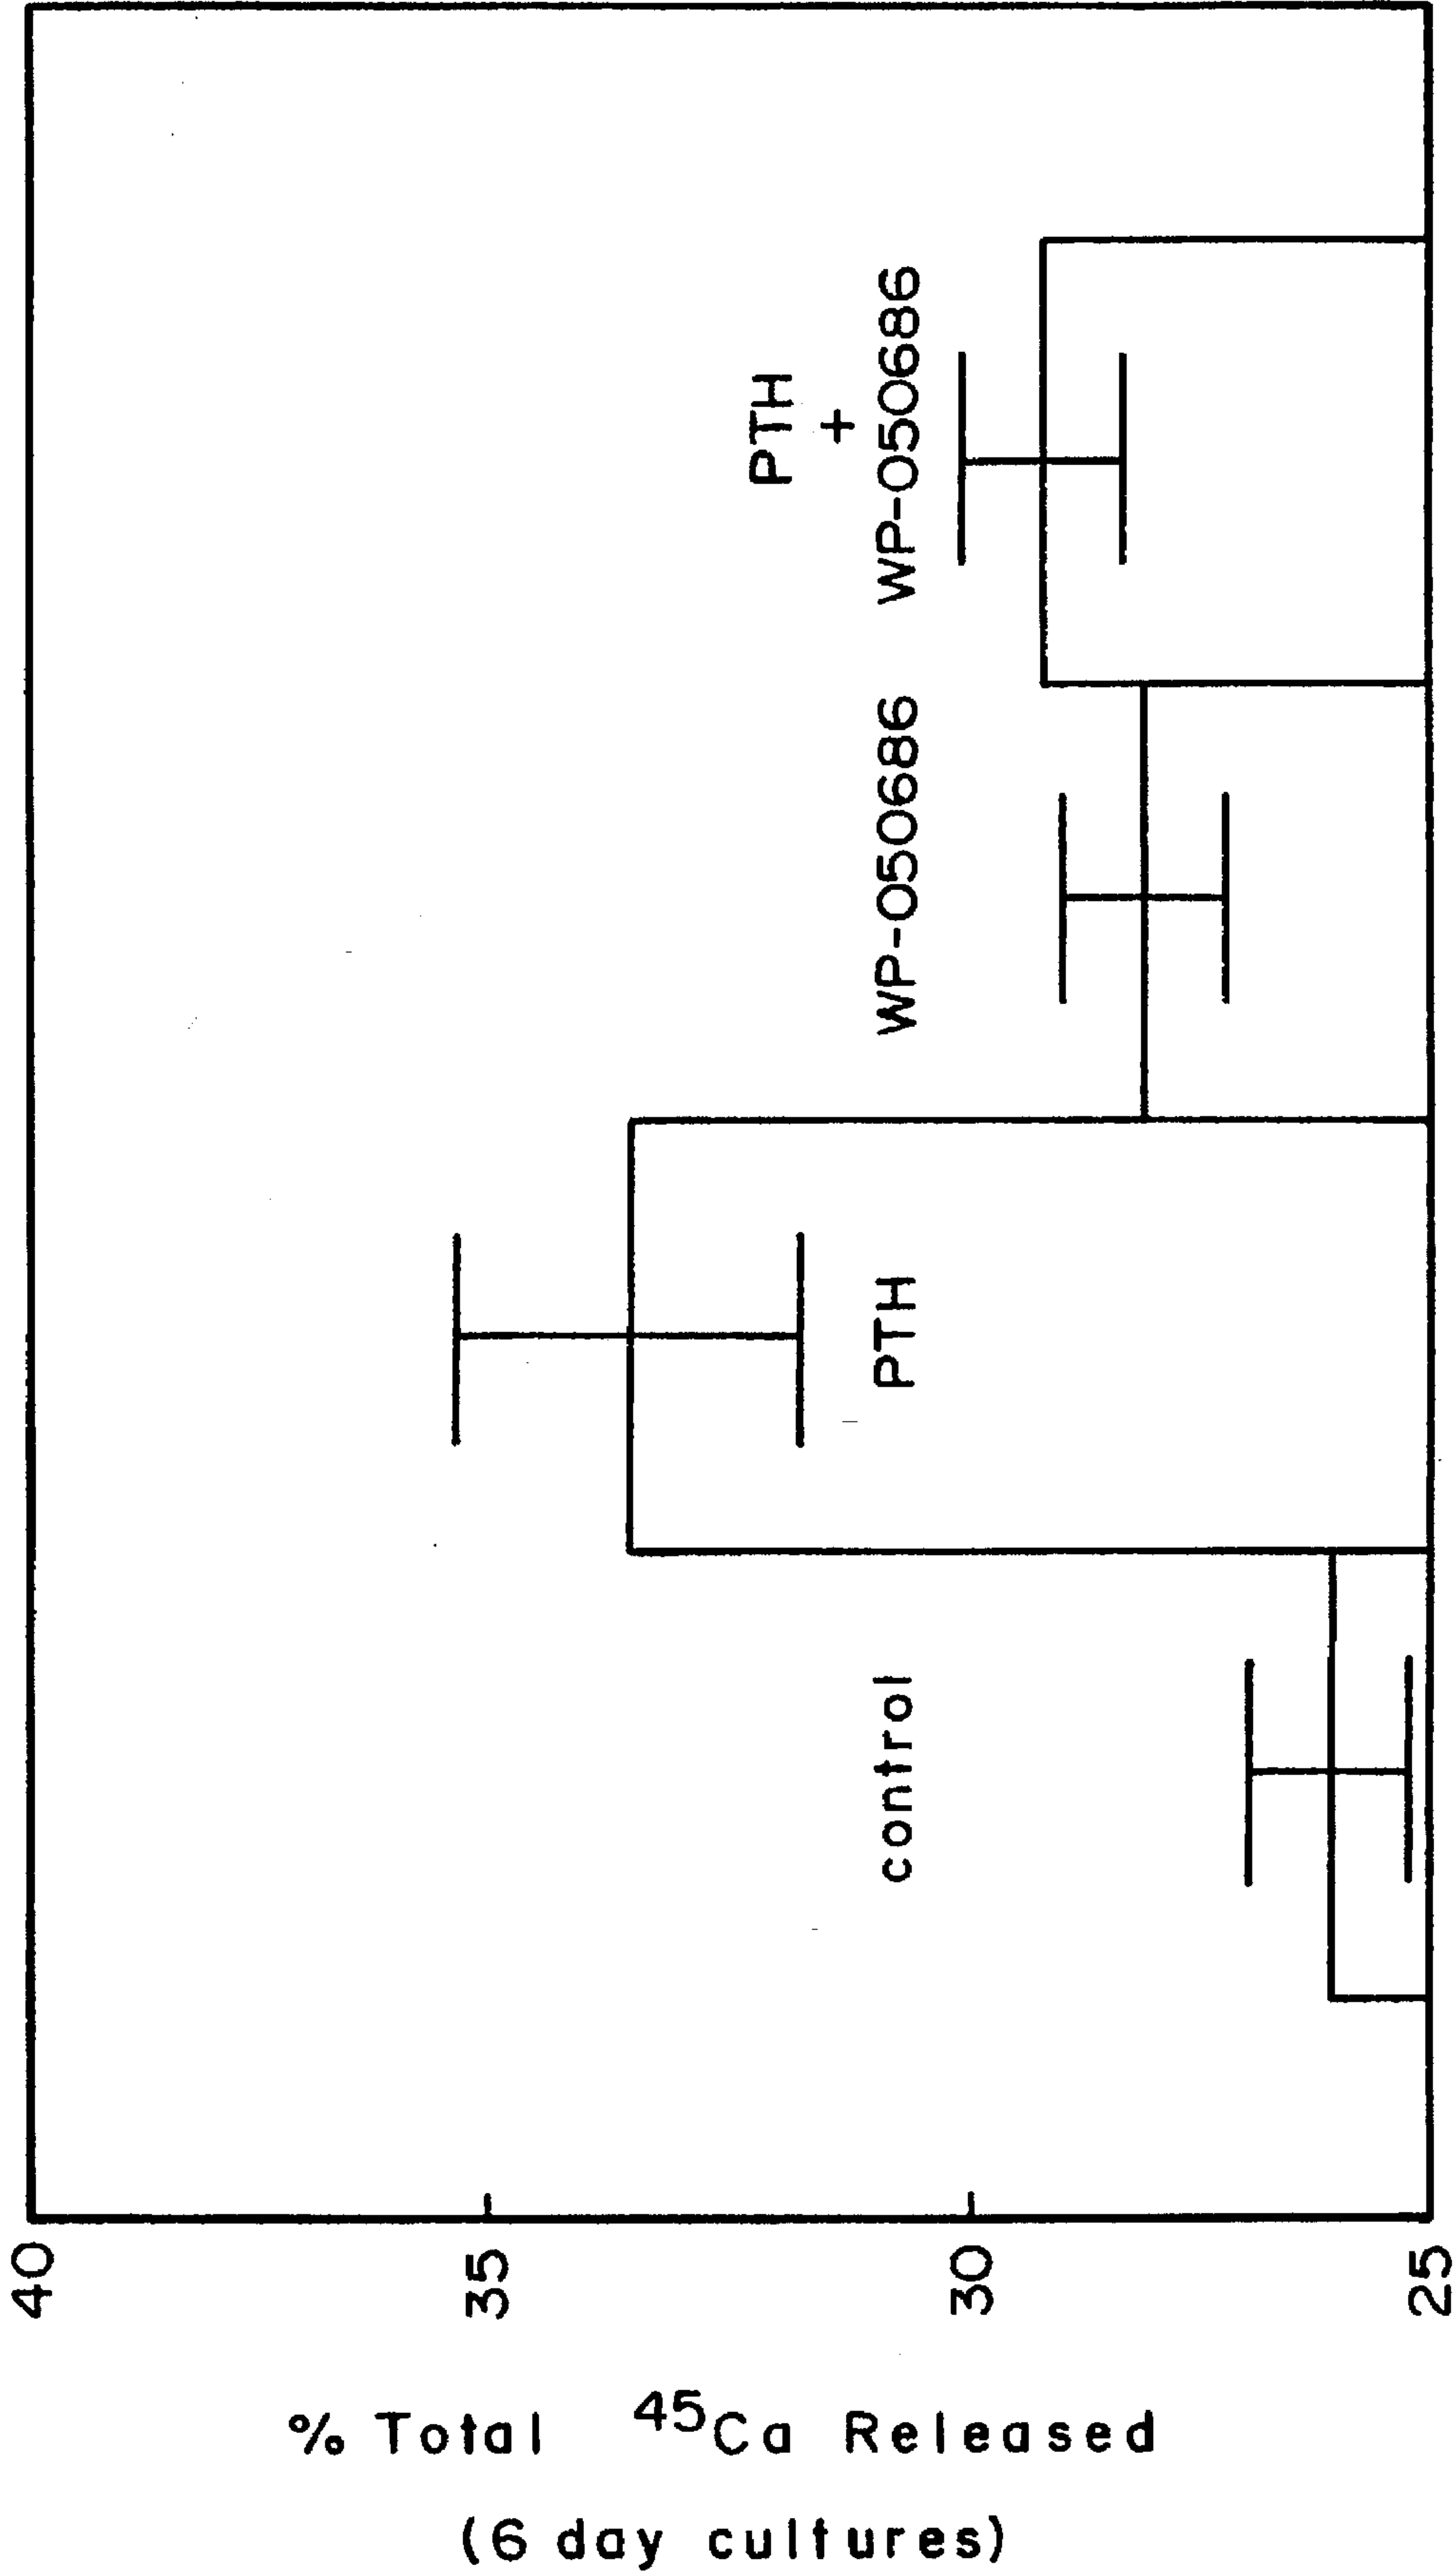 % Total 45Ca Released
(6 day cultures)
40
35
30
25
control
PTH
WP-050686
PTH
+
WP-050686